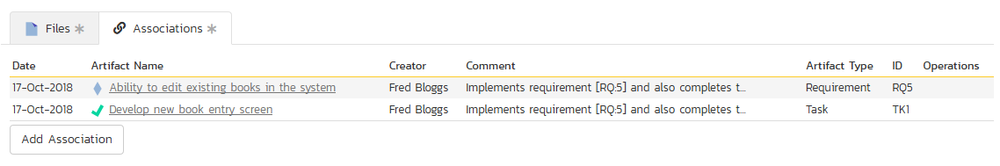 Files * Associations *
Date Artifact Name Creator Comment Artifact Type ID Operations
17-Oct-2018 Ability to edit existing books in the system Fred Bloggs Implements requirement [RQ:5] and also completes t... Requirement RQ5
17-Oct-2018 Develop new book entry screen Fred Bloggs Implements requirement [RQ:5] and also completes t... Task TK1
Add Association